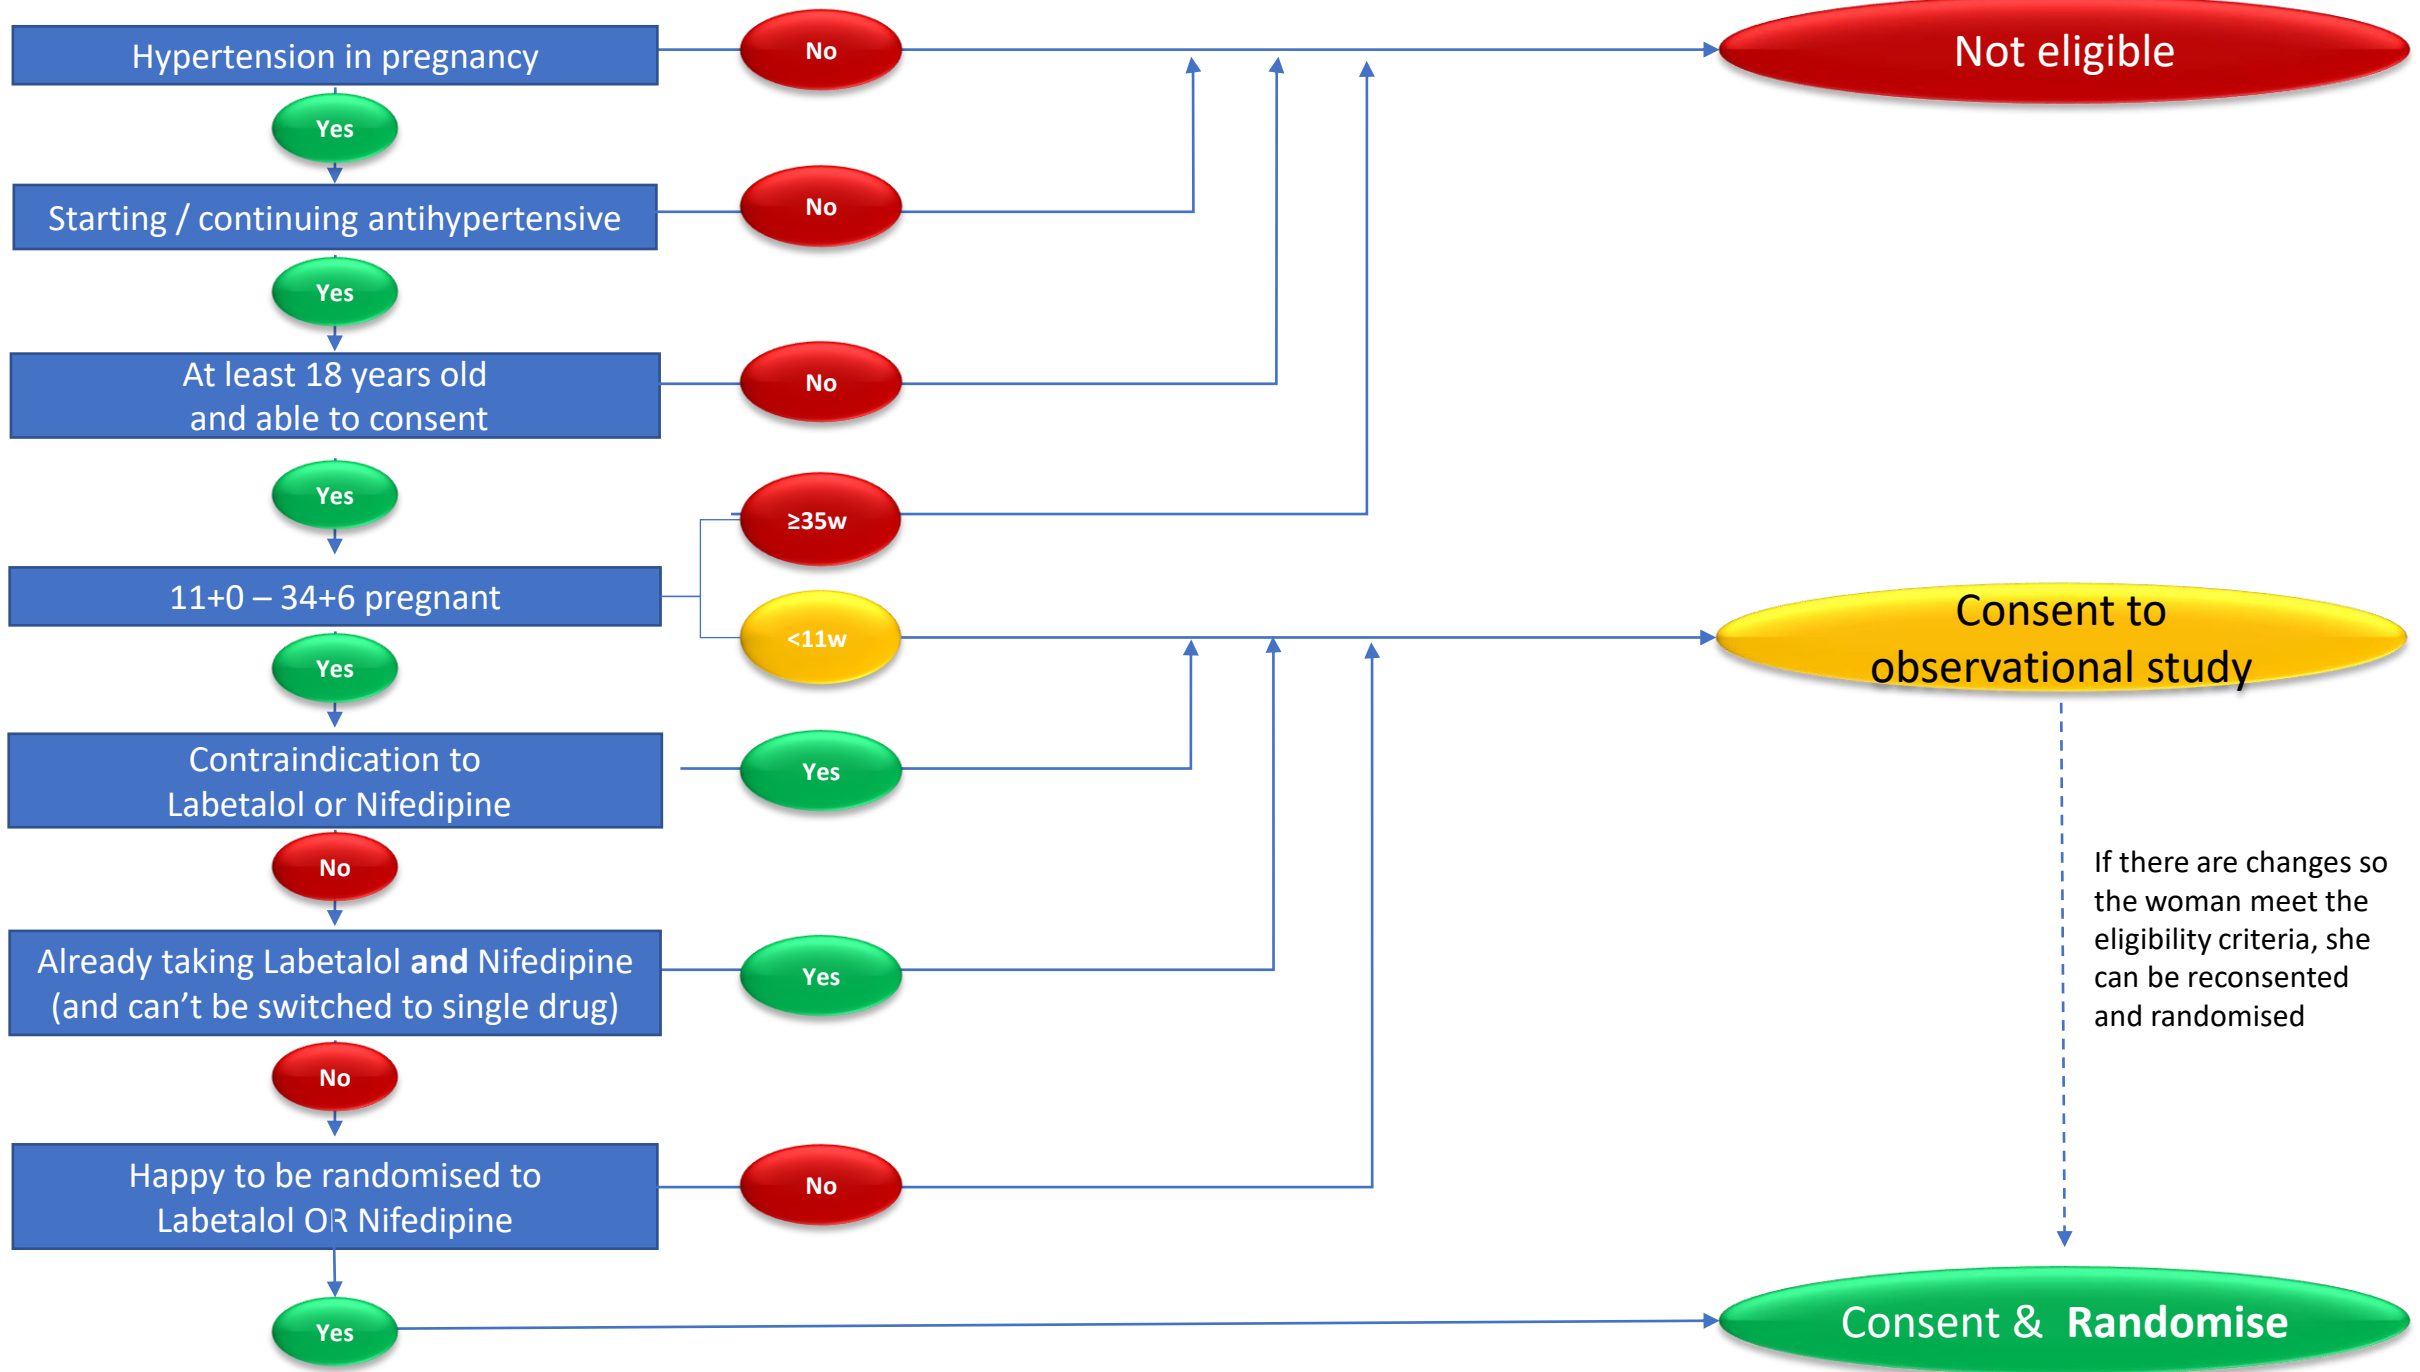 Hypertension in pregnancy
No
Not eligible
Yes
Starting / continuing antihypertensive
No
Yes
At least 18 years old
and able to consent
No
Yes
≥35w
11+0 – 34+6 pregnant
<11w
Consent to
observational study
Yes
Contraindication to
Labetalol or Nifedipine
Yes
No
If there are changes so
the woman meet the
eligibility criteria, she
can be reconsented
and randomised
Already taking Labetalol and Nifedipine
(and can't be switched to single drug)
Yes
No
Happy to be randomised to
Labetalol OR Nifedipine
No
Yes
Consent & Randomise